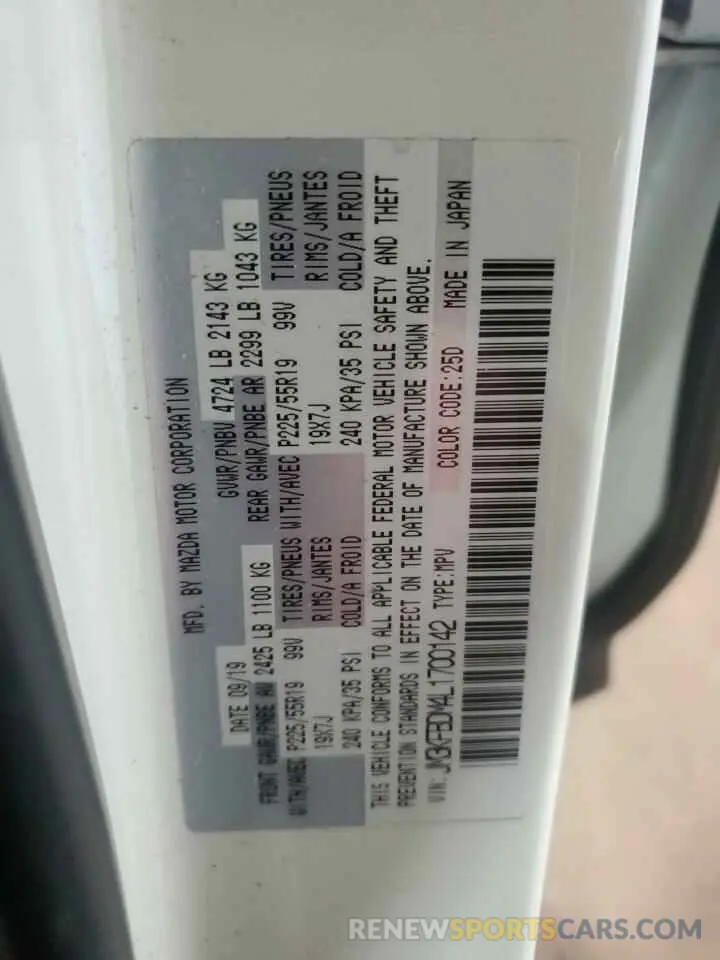 MFD. BY MAZDA MOTOR CORPORATION
DATE 09/19 GVWR/PNBV 4724 LB 2143 KG
FRONT GAWR/PNBE AV 2425 LB 1100 KG REAR GAWR/PNBE AR 2299 LB 1043 KG
WITH/AVEC P225/55R19 99V TIRES/PNEUS WITH/AVEC P225/55R19 99V TIRES/PNEUS
19X7J RIMS/JANTES 19X7J RIMS/JANTES
240 KPA/35 PSI COLD/A FROID 240 KPA/35 PSI COLD/A FROID
THIS VEHICLE CONFORMS TO ALL APPLICABLE FEDERAL MOTOR VEHICLE SAFETY AND THEFT
PREVENTION STANDARDS IN EFFECT ON THE DATE OF MANUFACTURE SHOWN ABOVE.
VIN: JM3KFBDM4L1700142 TYPE:MPV COLOR CODE:25D MADE IN JAPAN
RENEWSPORTSCARS.COM